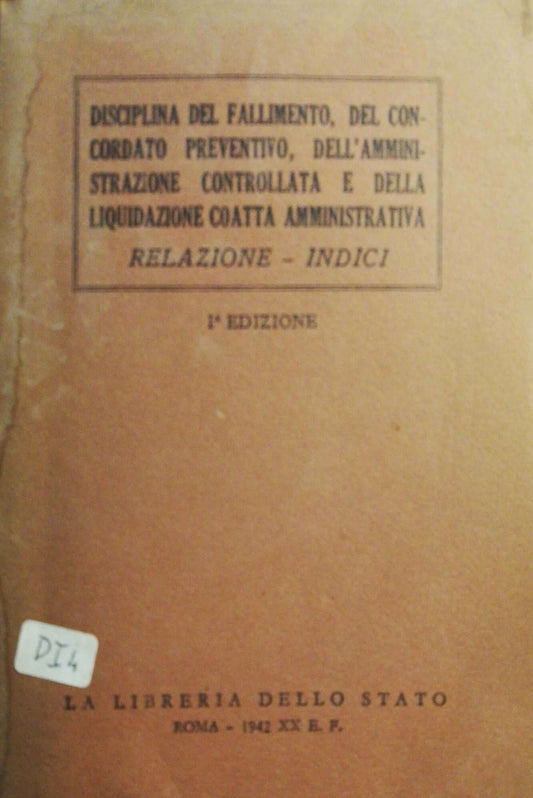 DISCIPLINA DEL FALLIMENTO, DEL CON-
CORDATO PREVENTIVO, DELL'AMMINI-
STRAZIONE CONTROLLATA E DELLA
LIQUIDAZIONE COATTA AMMINISTRATIVA
RELAZIONE - INDICI
Iª EDIZIONE
DI4
LA LIBRERIA DELLO STATO
ROMA - 1942 XX E. F.